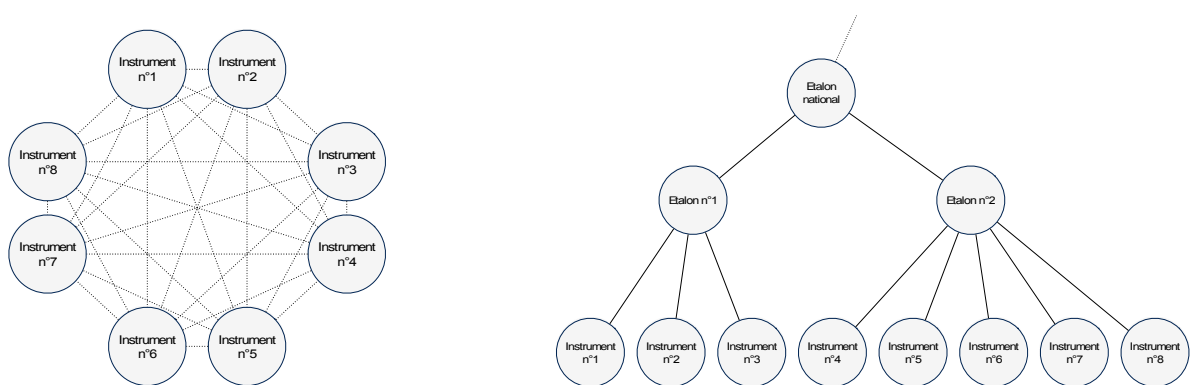 Instrument
n°1
Instrument
n°2
Instrument
n°8
Instrument
n°3
Instrument
n°7
Instrument
n°4
Instrument
n°6
Instrument
n°5
Etalon
national
Etalon n°1
Etalon n°2
Instrument
n°1
Instrument
n°2
Instrument
n°3
Instrument
n°4
Instrument
n°5
Instrument
n°6
Instrument
n°7
Instrument
n°8